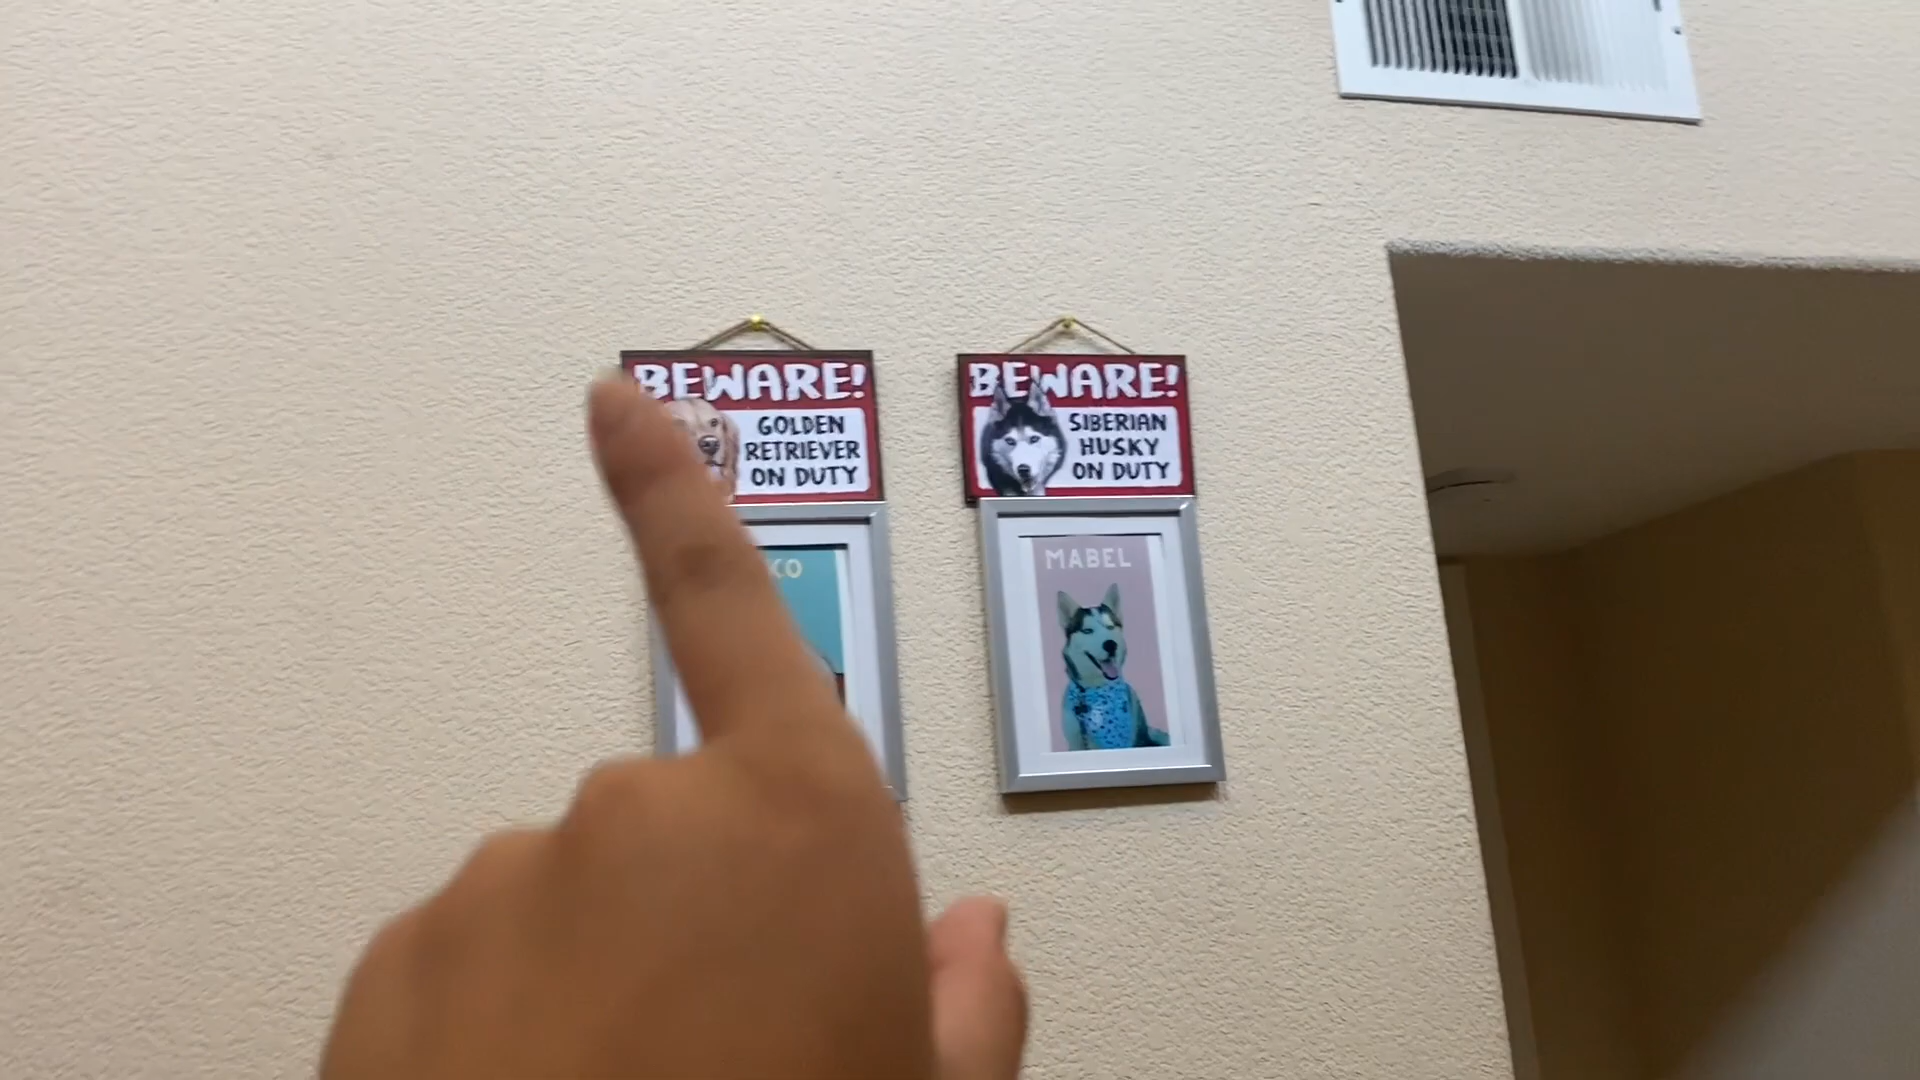 BEWARE!
GOLDEN
RETRIEVER
ON DUTY
BEWARE!
SIBERIAN
HUSKY
ON DUTY
MABEL